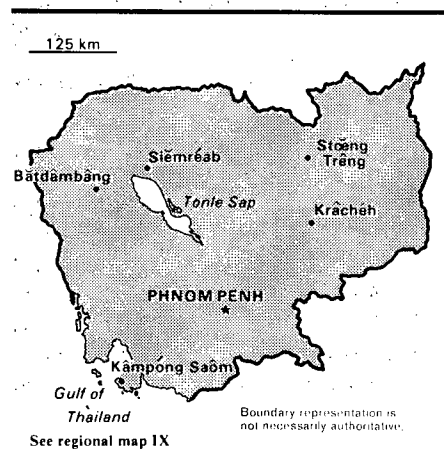 125 km
Stœ̆ng
Trêng
Siĕmréab
Bătdâmbâng
Tonle Sap
Krâchéh
PHNOM PENH
Kâmpóng Saôm
Gulf of
Thailand
Boundary representation is
not necessarily authoritative.
See regional map IX